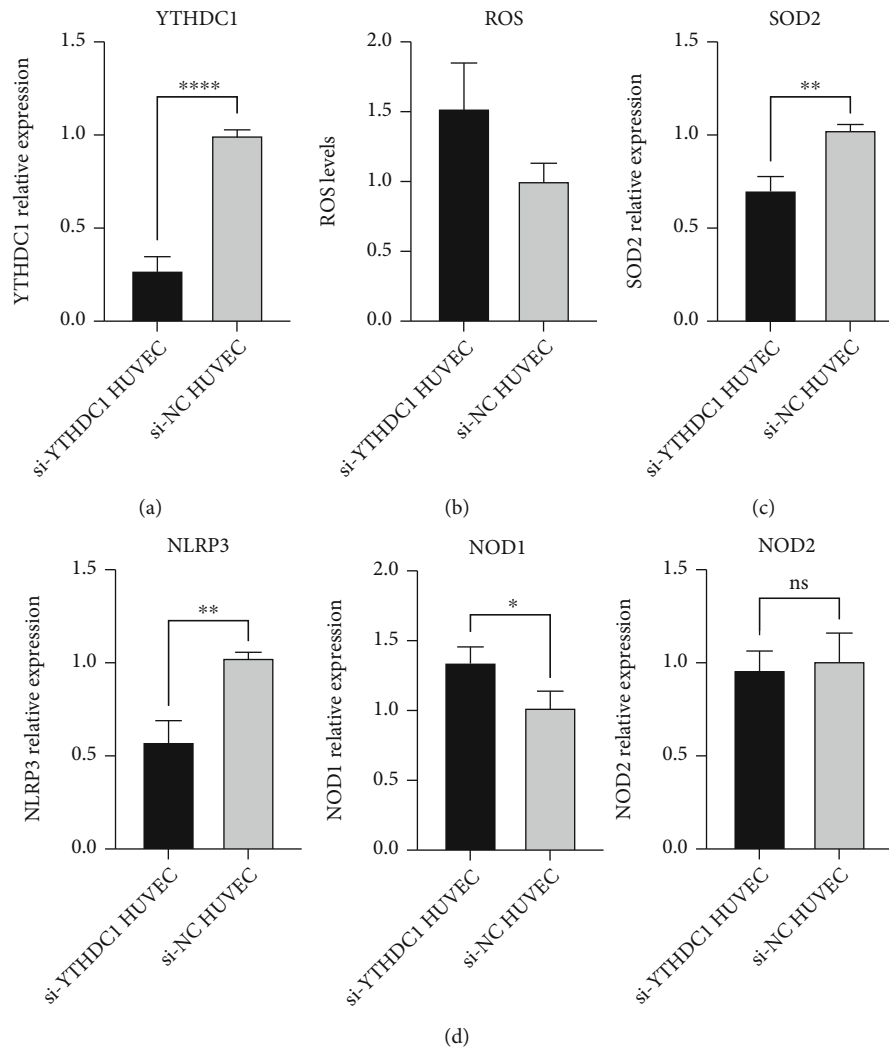 YTHDC1
YTHDC1 relative expression
1.5
1.0
0.5
0.0
****
si-YTHDC1 HUVEC
si-NC HUVEC
(a)
ROS
ROS levels
2.0
1.5
1.0
0.5
0.0
si-YTHDC1 HUVEC
si-NC HUVEC
(b)
SOD2
SOD2 relative expression
1.5
1.0
0.5
0.0
**
si-YTHDC1 HUVEC
si-NC HUVEC
(c)
NLRP3
NLRP3 relative expression
1.5
1.0
0.5
0.0
**
si-YTHDC1 HUVEC
si-NC HUVEC
NOD1
NOD1 relative expression
2.0
1.5
1.0
0.5
0.0
*
si-YTHDC1 HUVEC
si-NC HUVEC
NOD2
NOD2 relative expression
1.5
1.0
0.5
0.0
ns
si-YTHDC1 HUVEC
si-NC HUVEC
(d)